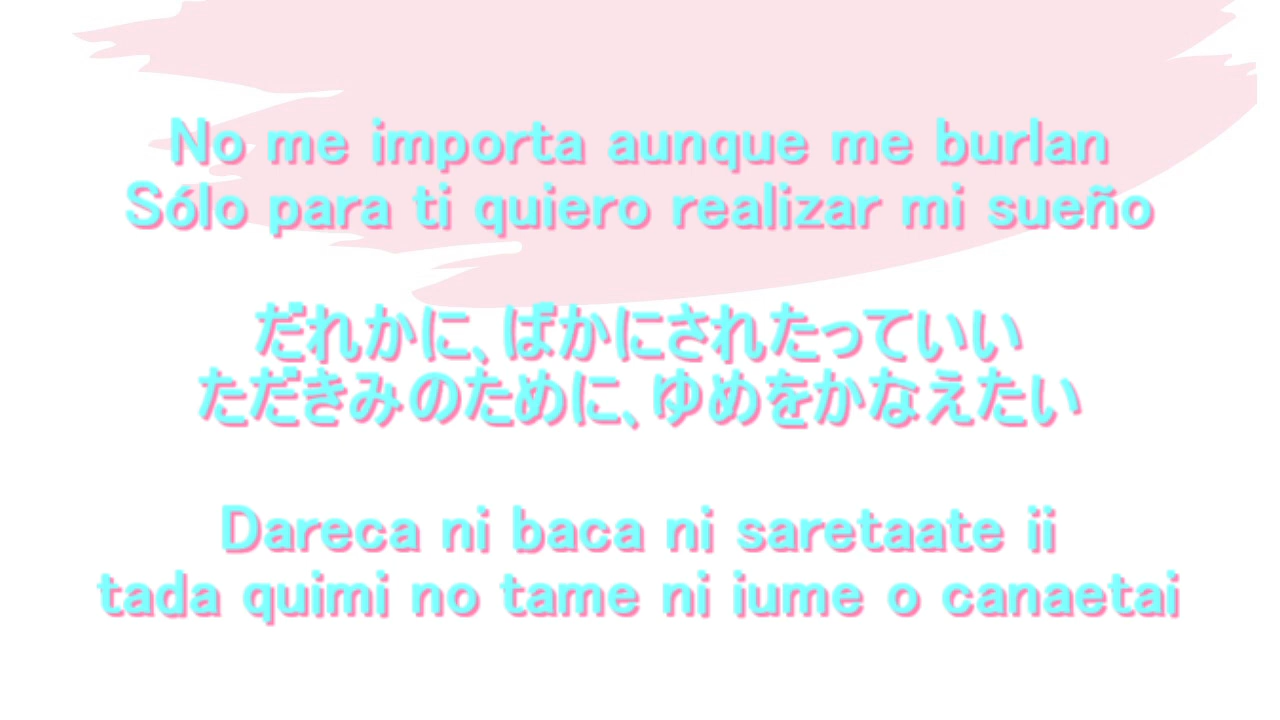 No me importa aunque me burlan
Sólo para ti quiero realizar mi sueño
だれかに、ばかにされたっていい
ただきみのために、ゆめをかなえたい
Dareca ni baca ni saretaate ii
tada quimi no tame ni iume o canaetai